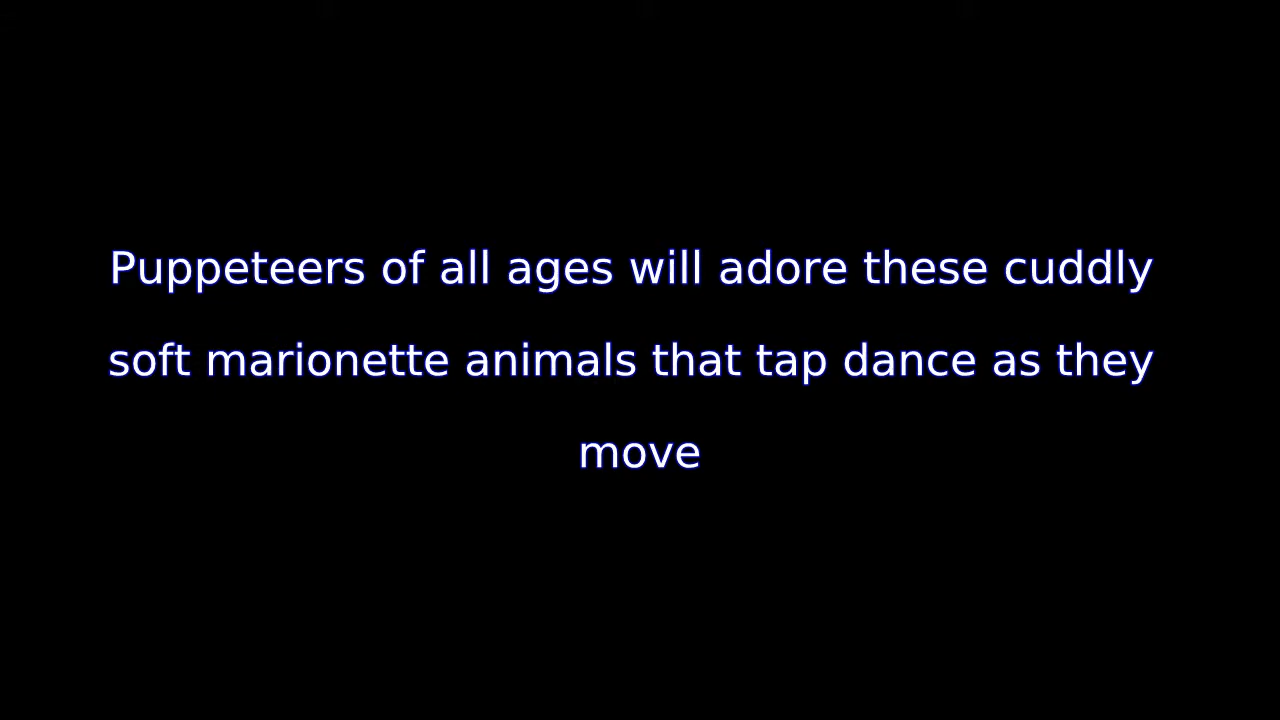 Puppeteers of all ages will adore these cuddly
soft marionette animals that tap dance as they
move